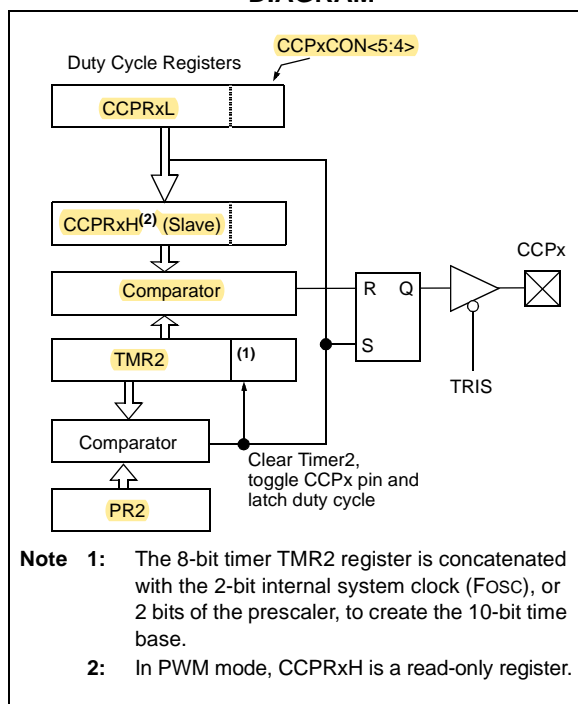 DIAGRAM
CCPxCON<5:4>
Duty Cycle Registers
CCPRxL
CCPRxH(2) (Slave)
CCPx
Comparator
R Q
S
TMR2
(1)
TRIS
Comparator
Clear Timer2,
toggle CCPx pin and
latch duty cycle
PR2
Note 1: The 8-bit timer TMR2 register is concatenated
with the 2-bit internal system clock (FOSC), or
2 bits of the prescaler, to create the 10-bit time
base.
2: In PWM mode, CCPRxH is a read-only register.